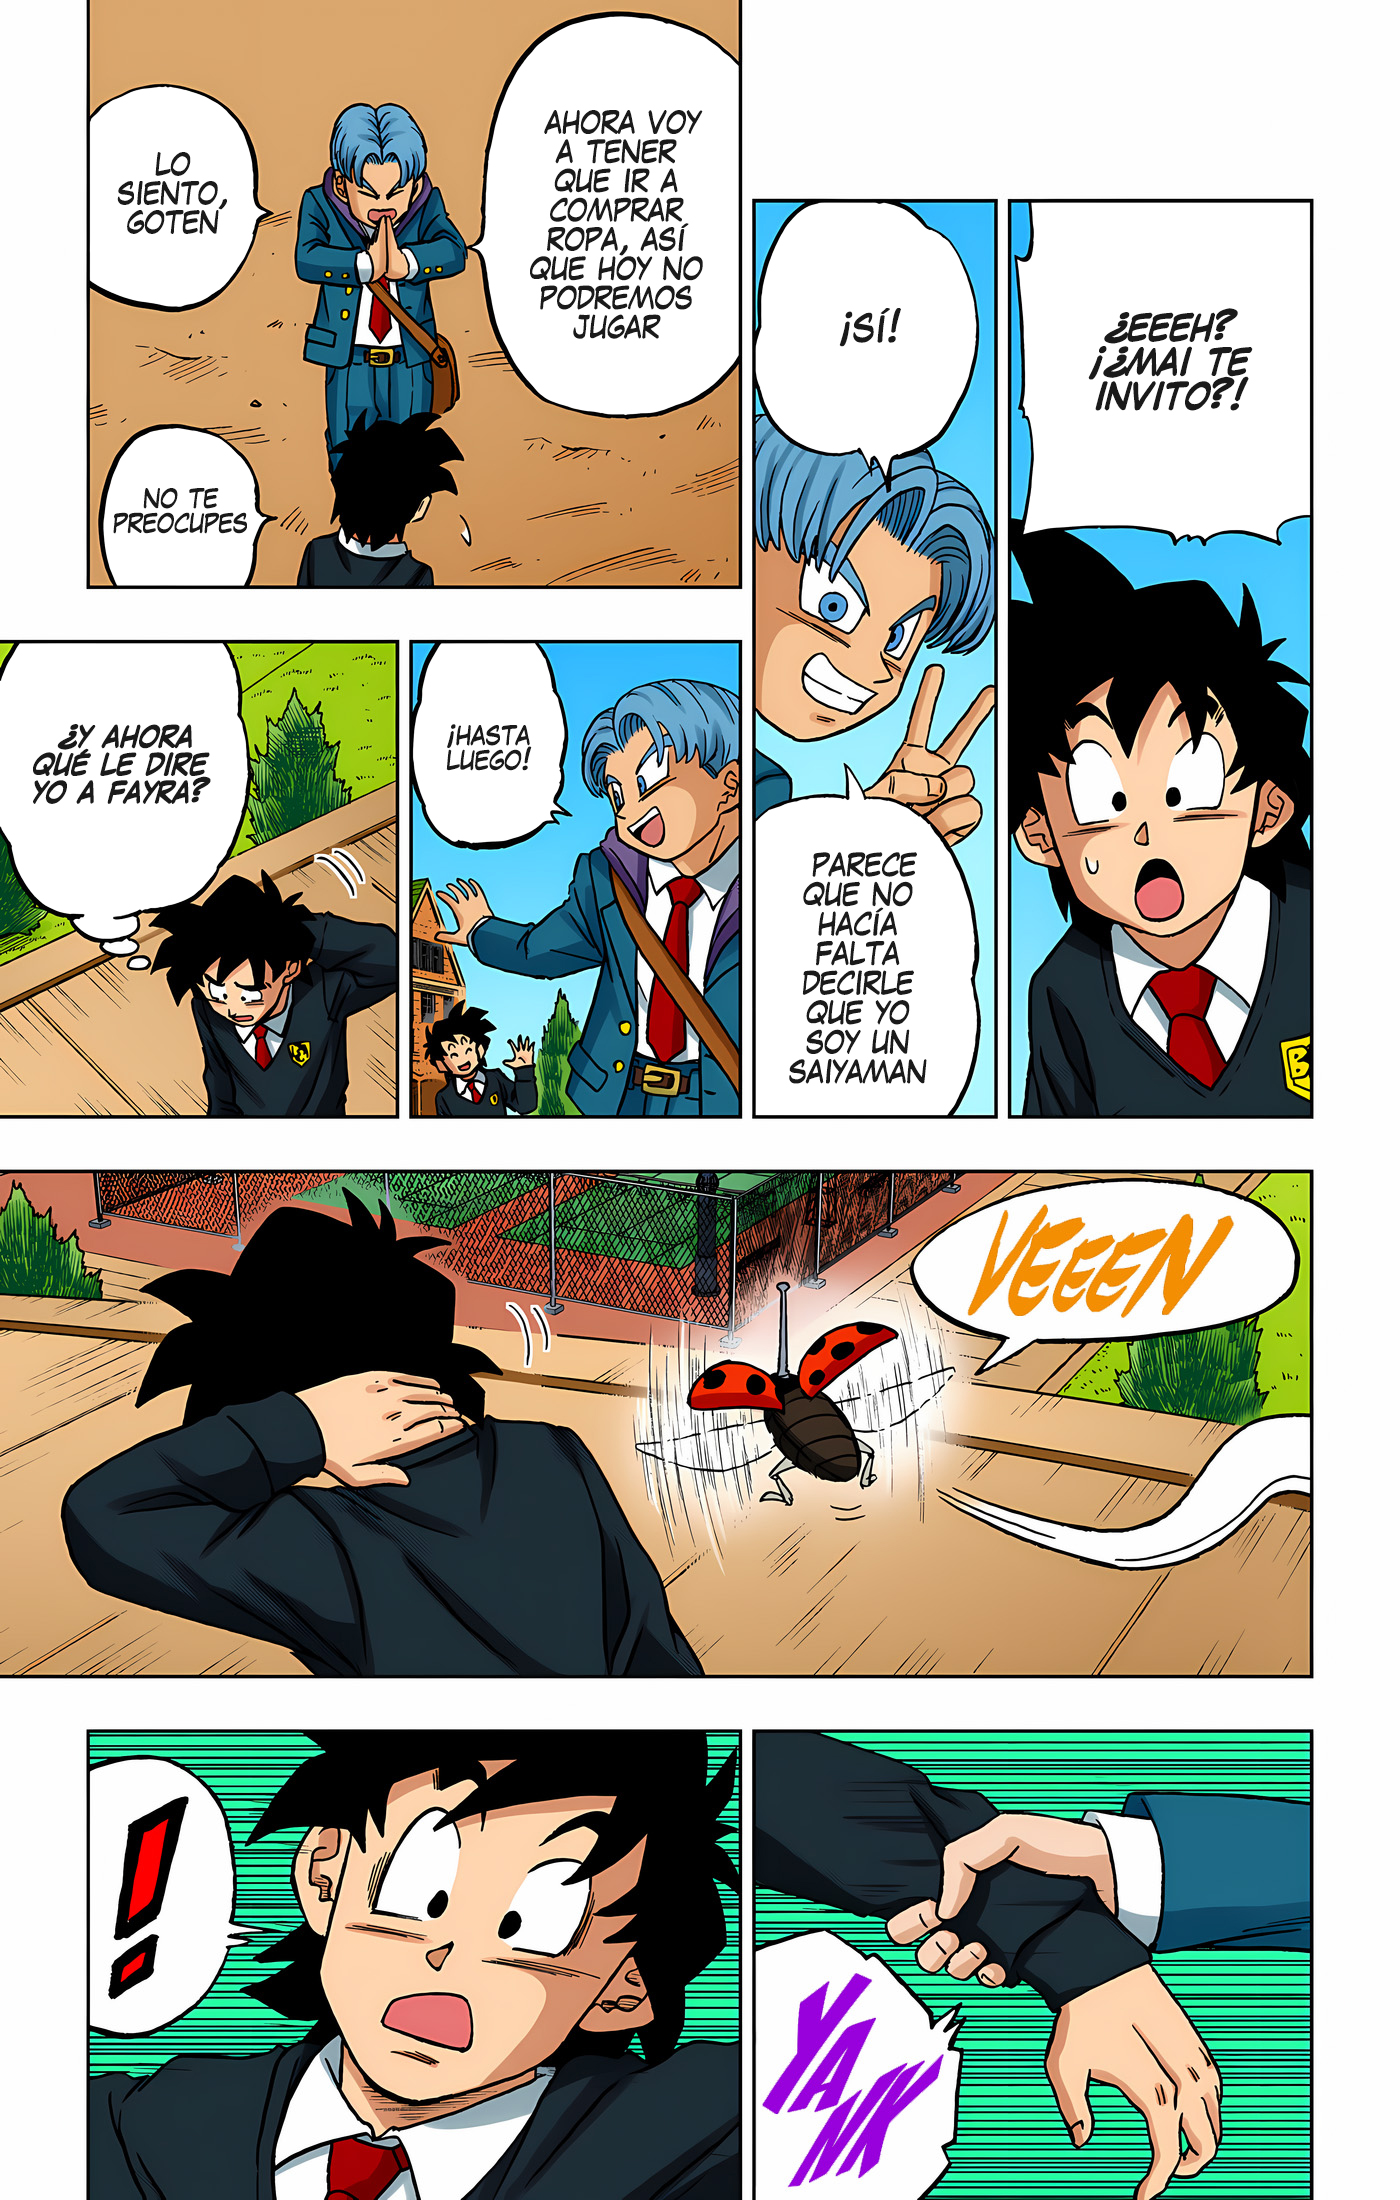 ¿EEEH?
¡¿MAI TE
INVITO?!
¡SÍ!
PARECE
QUE NO
HACÍA
FALTA
DECIRLE
QUE YO
SOY UN
SAIYAMAN
AHORA VOY
A TENER
QUE IR A
COMPRAR
ROPA, ASÍ
QUE HOY NO
PODREMOS
JUGAR
LO
SIENTO,
GOTEN
NO TE
PREOCUPES
¡HASTA
LUEGO!
¿Y AHORA
QUÉ LE DIRE
YO A FAYRA?
VEEEN
YANK
!